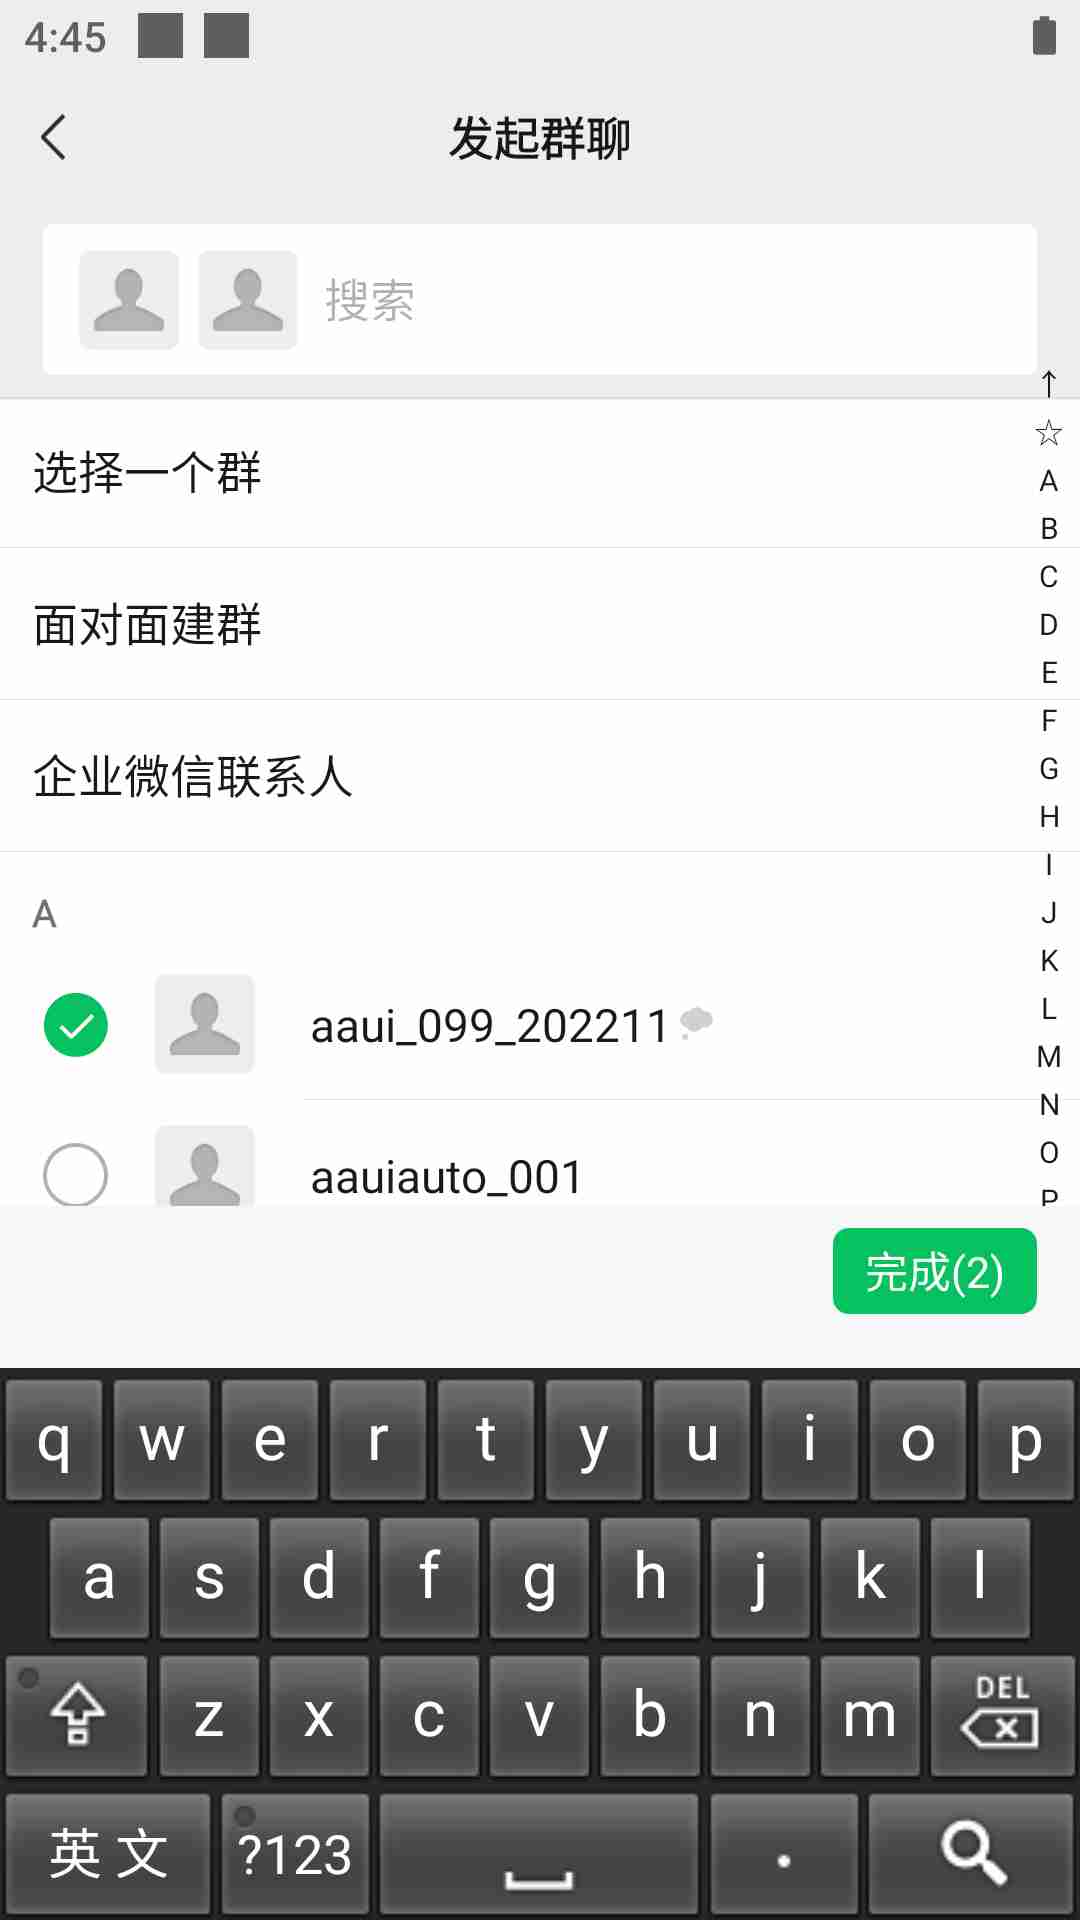 4:45
发起群聊
搜索
↑
☆
选择一个群
A
B
面对面建群
C
D
E
企业微信联系人
F
G
H
I
A
J
K
aaui_099_202211
L
M
N
aauiauto_001
O
P
完成(2)
q w e r t y u i o p
a s d f g h j k l
z x c v b n m DEL
英文 ?123 .